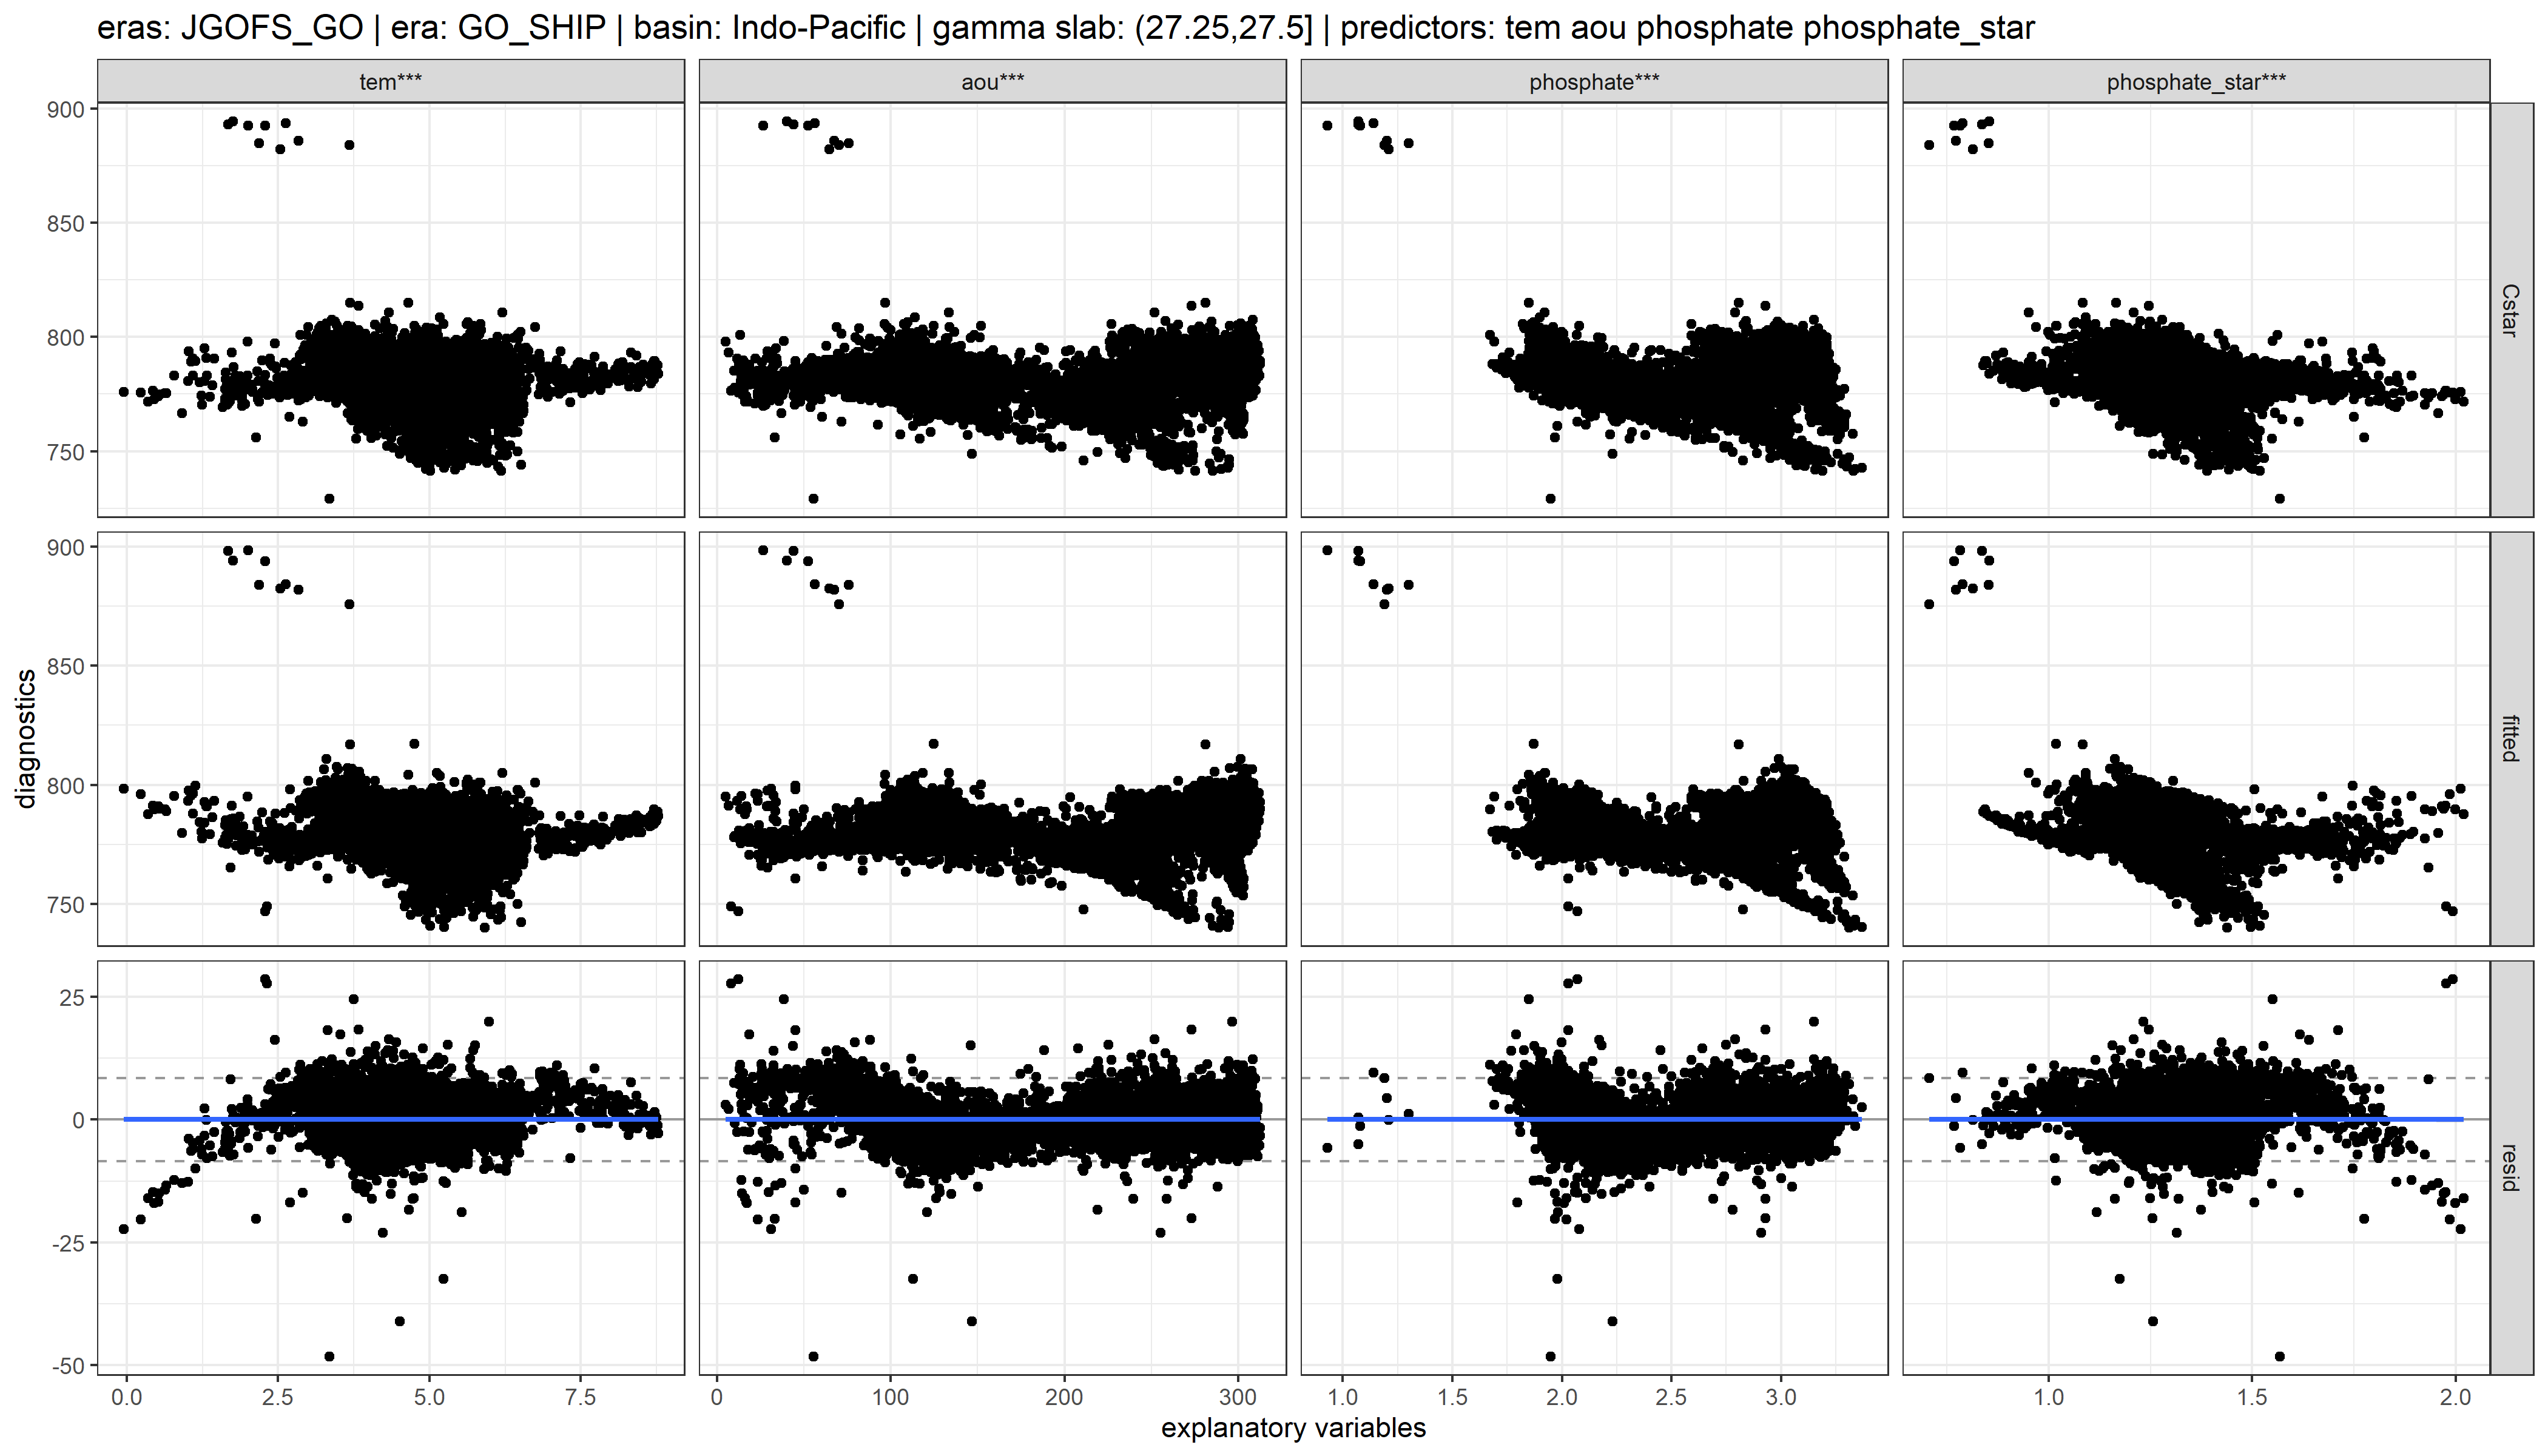 eras: JGOFS_GO | era: GO_SHIP | basin: Indo-Pacific | gamma slab: (27.25,27.5] | predictors: tem aou phosphate phosphate_star
tem*** aou*** phosphate*** phosphate_star***
900
850
800
750
Cstar
900
850
800
750
fitted
diagnostics
25
0
-25
-50
resid
0.0 2.5 5.0 7.5 0 100 200 300 1.0 1.5 2.0 2.5 3.0 1.0 1.5 2.0
explanatory variables